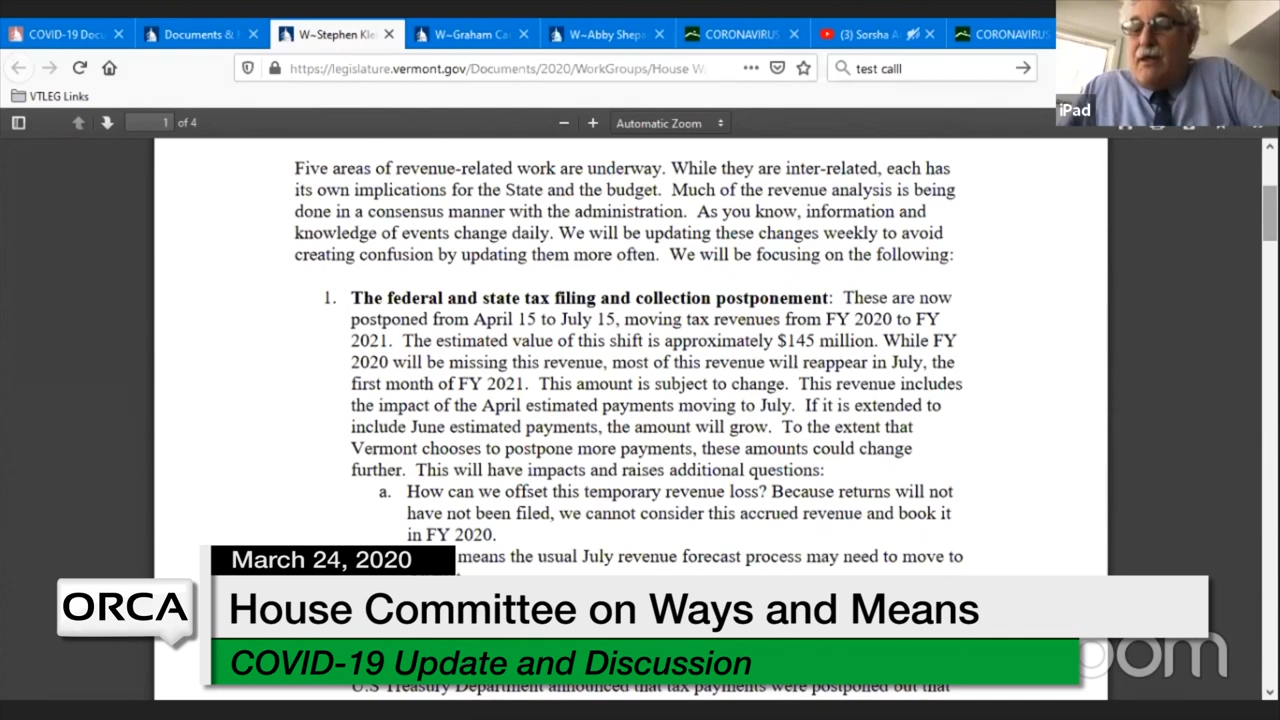 COVID-19 Docu
Documents &
W~Stephen Kle
W~Graham Ca
W~Abby Shepa
CORONAVIRUS
(3) Sorsha A
CORONAVIRUS
https://legislature.vermont.gov/Documents/2020/WorkGroups/House W
test calll
VTLEG Links
iPad
1 of 4
Automatic Zoom
Five areas of revenue-related work are underway. While they are inter-related, each has
its own implications for the State and the budget. Much of the revenue analysis is being
done in a consensus manner with the administration. As you know, information and
knowledge of events change daily. We will be updating these changes weekly to avoid
creating confusion by updating them more often. We will be focusing on the following:
1. The federal and state tax filing and collection postponement: These are now
postponed from April 15 to July 15, moving tax revenues from FY 2020 to FY
2021. The estimated value of this shift is approximately $145 million. While FY
2020 will be missing this revenue, most of this revenue will reappear in July, the
first month of FY 2021. This amount is subject to change. This revenue includes
the impact of the April estimated payments moving to July. If it is extended to
include June estimated payments, the amount will grow. To the extent that
Vermont chooses to postpone more payments, these amounts could change
further. This will have impacts and raises additional questions:
a. How can we offset this temporary revenue loss? Because returns will not
have not been filed, we cannot consider this accrued revenue and book it
in FY 2020.
means the usual July revenue forecast process may need to move to
March 24, 2020
ORCA
House Committee on Ways and Means
COVID-19 Update and Discussion
oom
U.S Treasury Department announced that tax payments were postponed but that